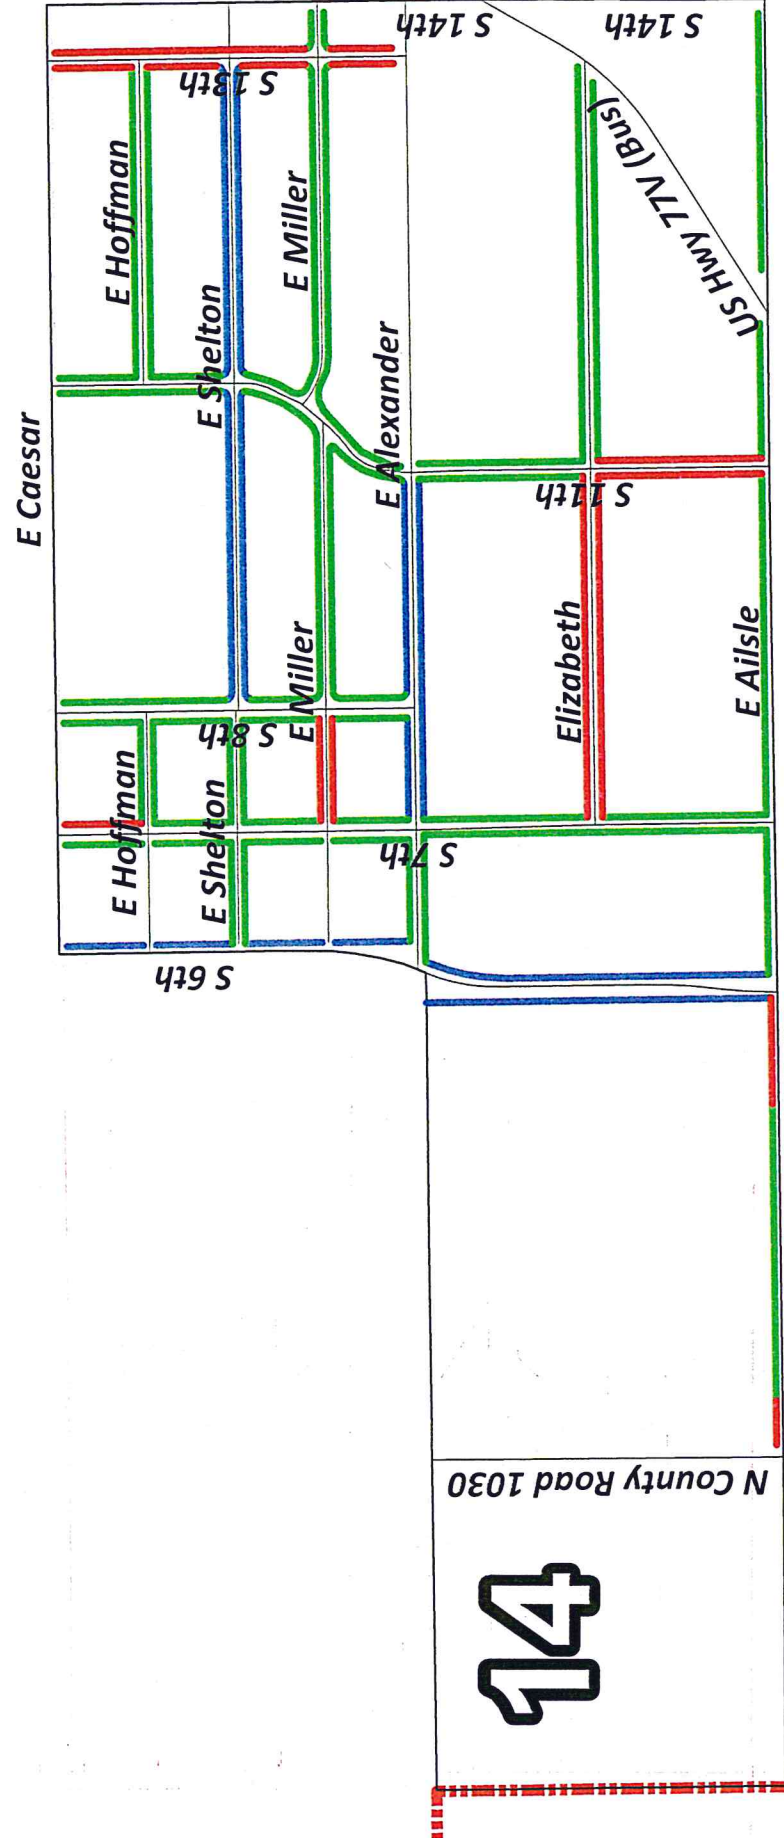 S 14th
S 14th
S 13th
E Hoffman
E Miller
US Hwy 77V (Bus)
E Shelton
E Alexander
E Caesar
S 11th
Elizabeth
E Ailsle
E Miller
S 8th
E Hoffman
E Shelton
S 7th
S 6th
N County Road 1030
14